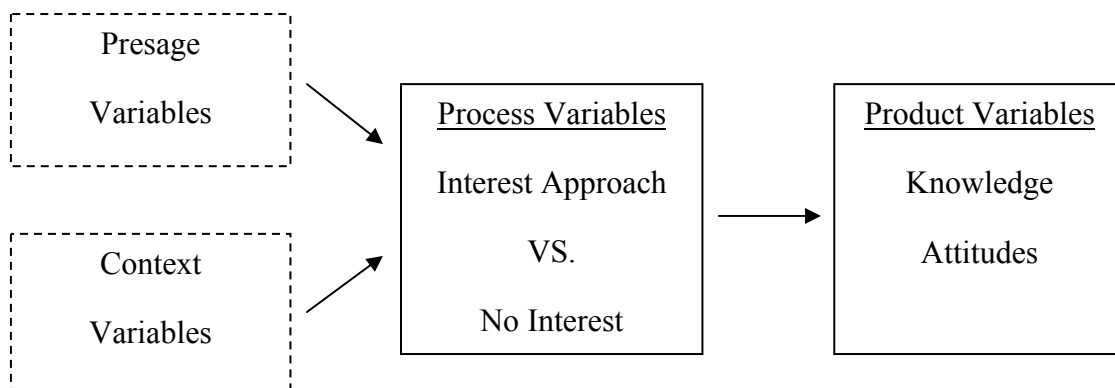 Presage
Variables
Context
Variables
Process Variables
Interest Approach
VS.
No Interest
Product Variables
Knowledge
Attitudes